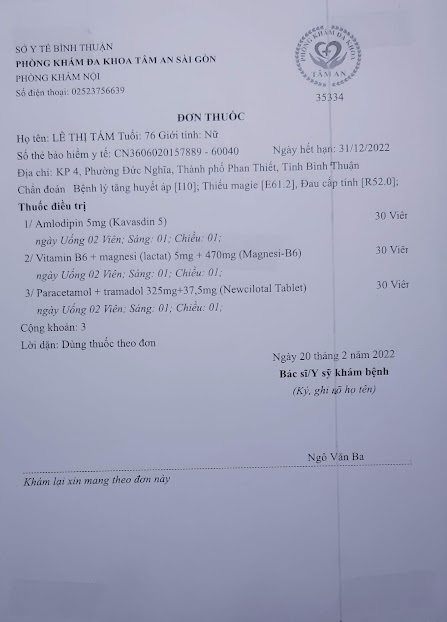 SỞ Y TẾ BÌNH THUẬN
PHÒNG KHÁM ĐA KHOA TÂM AN SÀI GÒN
PHÒNG KHÁM NỘI
Số điện thoại: 02523756639
PHÒNG KHÁM ĐA KHOA
TÂM AN
35334
ĐƠN THUỐC
Họ tên: LÊ THỊ TÁM Tuổi: 76 Giới tính: Nữ
Số thẻ bảo hiểm y tế: CN3606020157889 - 60040 Ngày hết hạn: 31/12/2022
Địa chỉ: KP 4, Phường Đức Nghĩa, Thành phố Phan Thiết, Tỉnh Bình Thuận
Chẩn đoán Bệnh lý tăng huyết áp [I10]; Thiếu magie [E61.2], Đau cấp tính [R52.0];
Thuốc điều trị
1/ Amlodipin 5mg (Kavasdin 5) 30 Viên
ngày Uống 02 Viên; Sáng: 01; Chiều: 01;
2/ Vitamin B6 + magnesi (lactat) 5mg + 470mg (Magnesi-B6) 30 Viên
ngày Uống 02 Viên; Sáng: 01; Chiều: 01;
3/ Paracetamol + tramadol 325mg+37,5mg (Newcilotal Tablet) 30 Viên
ngày Uống 02 Viên; Sáng: 01; Chiều: 01;
Cộng khoản: 3
Lời dặn: Dùng thuốc theo đơn
Ngày 20 tháng 2 năm 2022
Bác sĩ/Y sỹ khám bệnh
(Ký, ghi rõ họ tên)
Ngô Văn Ba
Khám lại xin mang theo đơn này